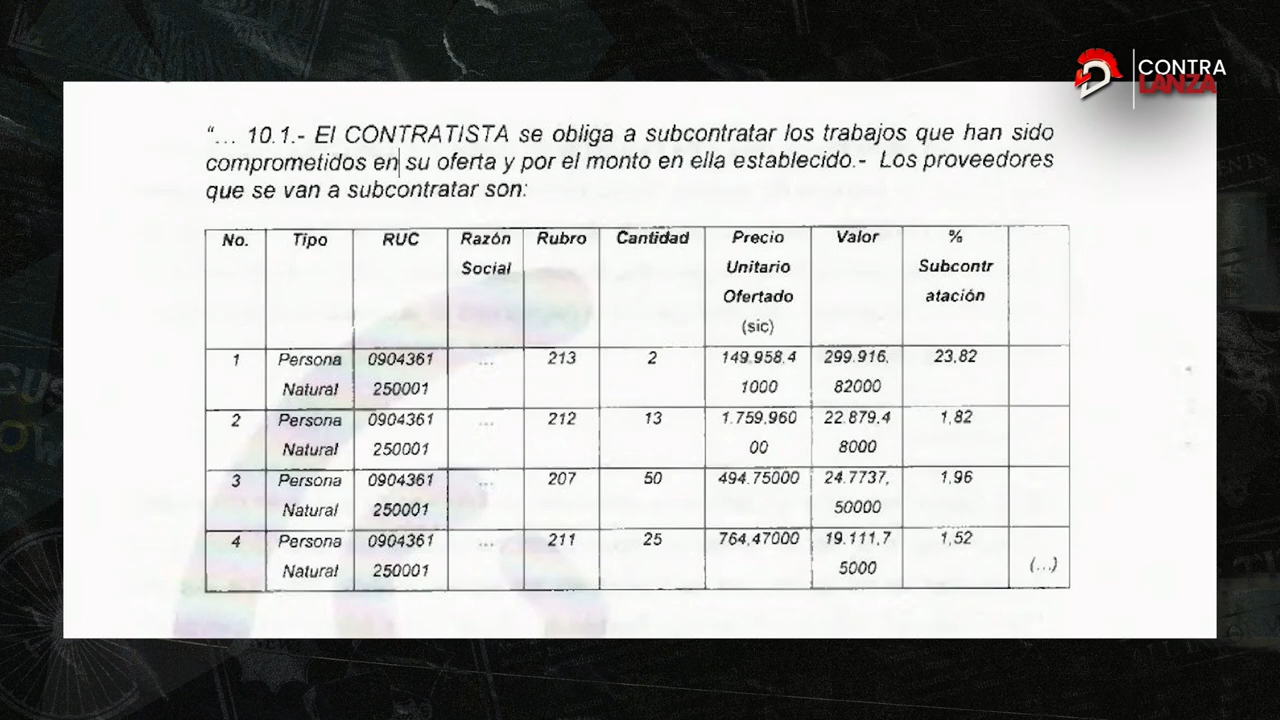 CONTRA
LANZA
"... 10.1.- El CONTRATISTA se obliga a subcontratar los trabajos que han sido
comprometidos en su oferta y por el monto en ella establecido.- Los proveedores
que se van a subcontratar son:
No. Tipo RUC Razón Rubro Cantidad Precio Valor %
Social Unitario Subcontr
Ofertado atación
(sic)
1 Persona 0904361 ... 213 2 149.958,4 299.916, 23,82
Natural 250001 1000 82000
2 Persona 0904361 ... 212 13 1.759,960 22.879,4 1,82
Natural 250001 00 8000
3 Persona 0904361 ... 207 50 494.75000 24.7737, 1,96
Natural 250001 50000
4 Persona 0904361 ... 211 25 764,47000 19.111,7 1,52
Natural 250001 5000 (...)